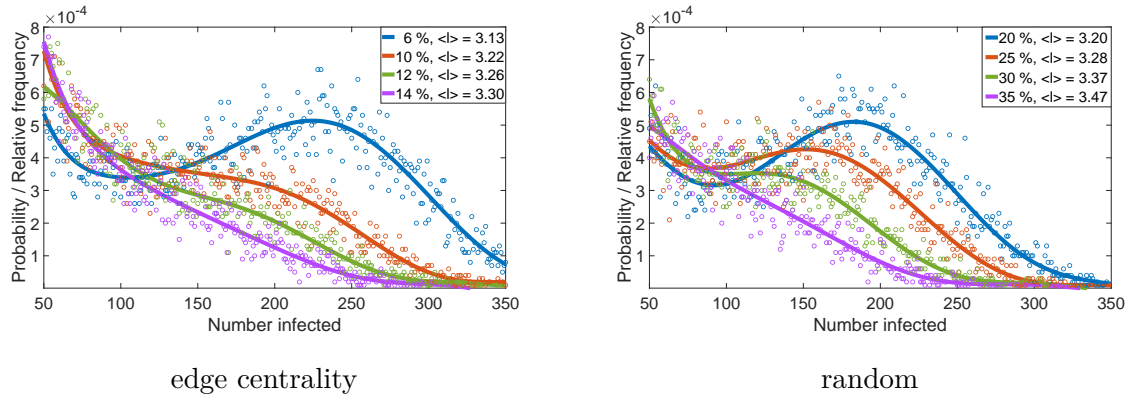 ×10⁻⁴
8
7
6
5
4
3
2
1
50 100 150 200 250 300 350
Probability / Relative frequency
Number infected
6 %, <l> = 3.13
10 %, <l> = 3.22
12 %, <l> = 3.26
14 %, <l> = 3.30
edge centrality
×10⁻⁴
8
7
6
5
4
3
2
1
50 100 150 200 250 300 350
Probability / Relative frequency
Number infected
20 %, <l> = 3.20
25 %, <l> = 3.28
30 %, <l> = 3.37
35 %, <l> = 3.47
random